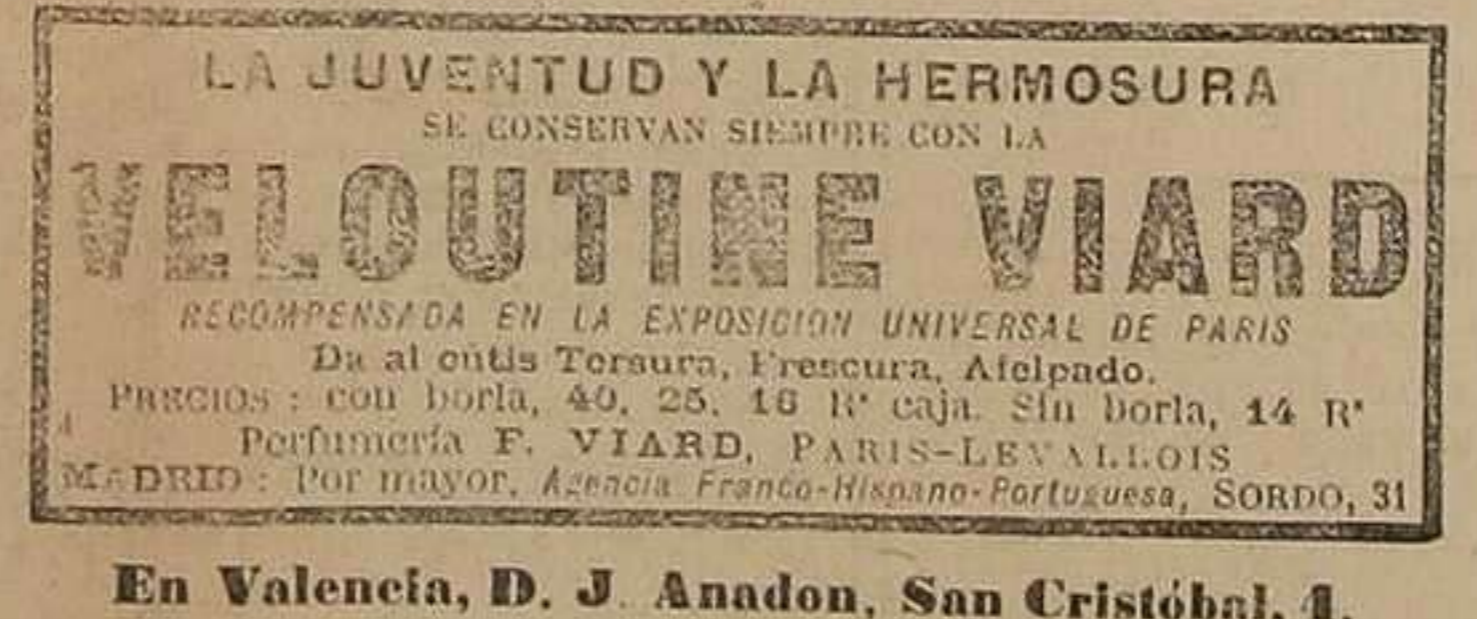 LA JUVENTUD Y LA HERMOSURA
SE CONSERVAN SIEMPRE CON LA
VELOUTINE VIARD
RECOMPENSADA EN LA EXPOSICION UNIVERSAL DE PARIS
Da al cútis Tersura, Frescura, Afelpado.
PRECIOS: con borla, 40, 25, 16 Rˢ caja. Sin borla, 14 Rˢ
Perfumería F. VIARD, PARIS-LEVALLOIS
MADRID: Por mayor, Agencia Franco-Hispano-Portuguesa, SORDO, 31
En Valencia, D. J. Anadon, San Cristóbal, 4.